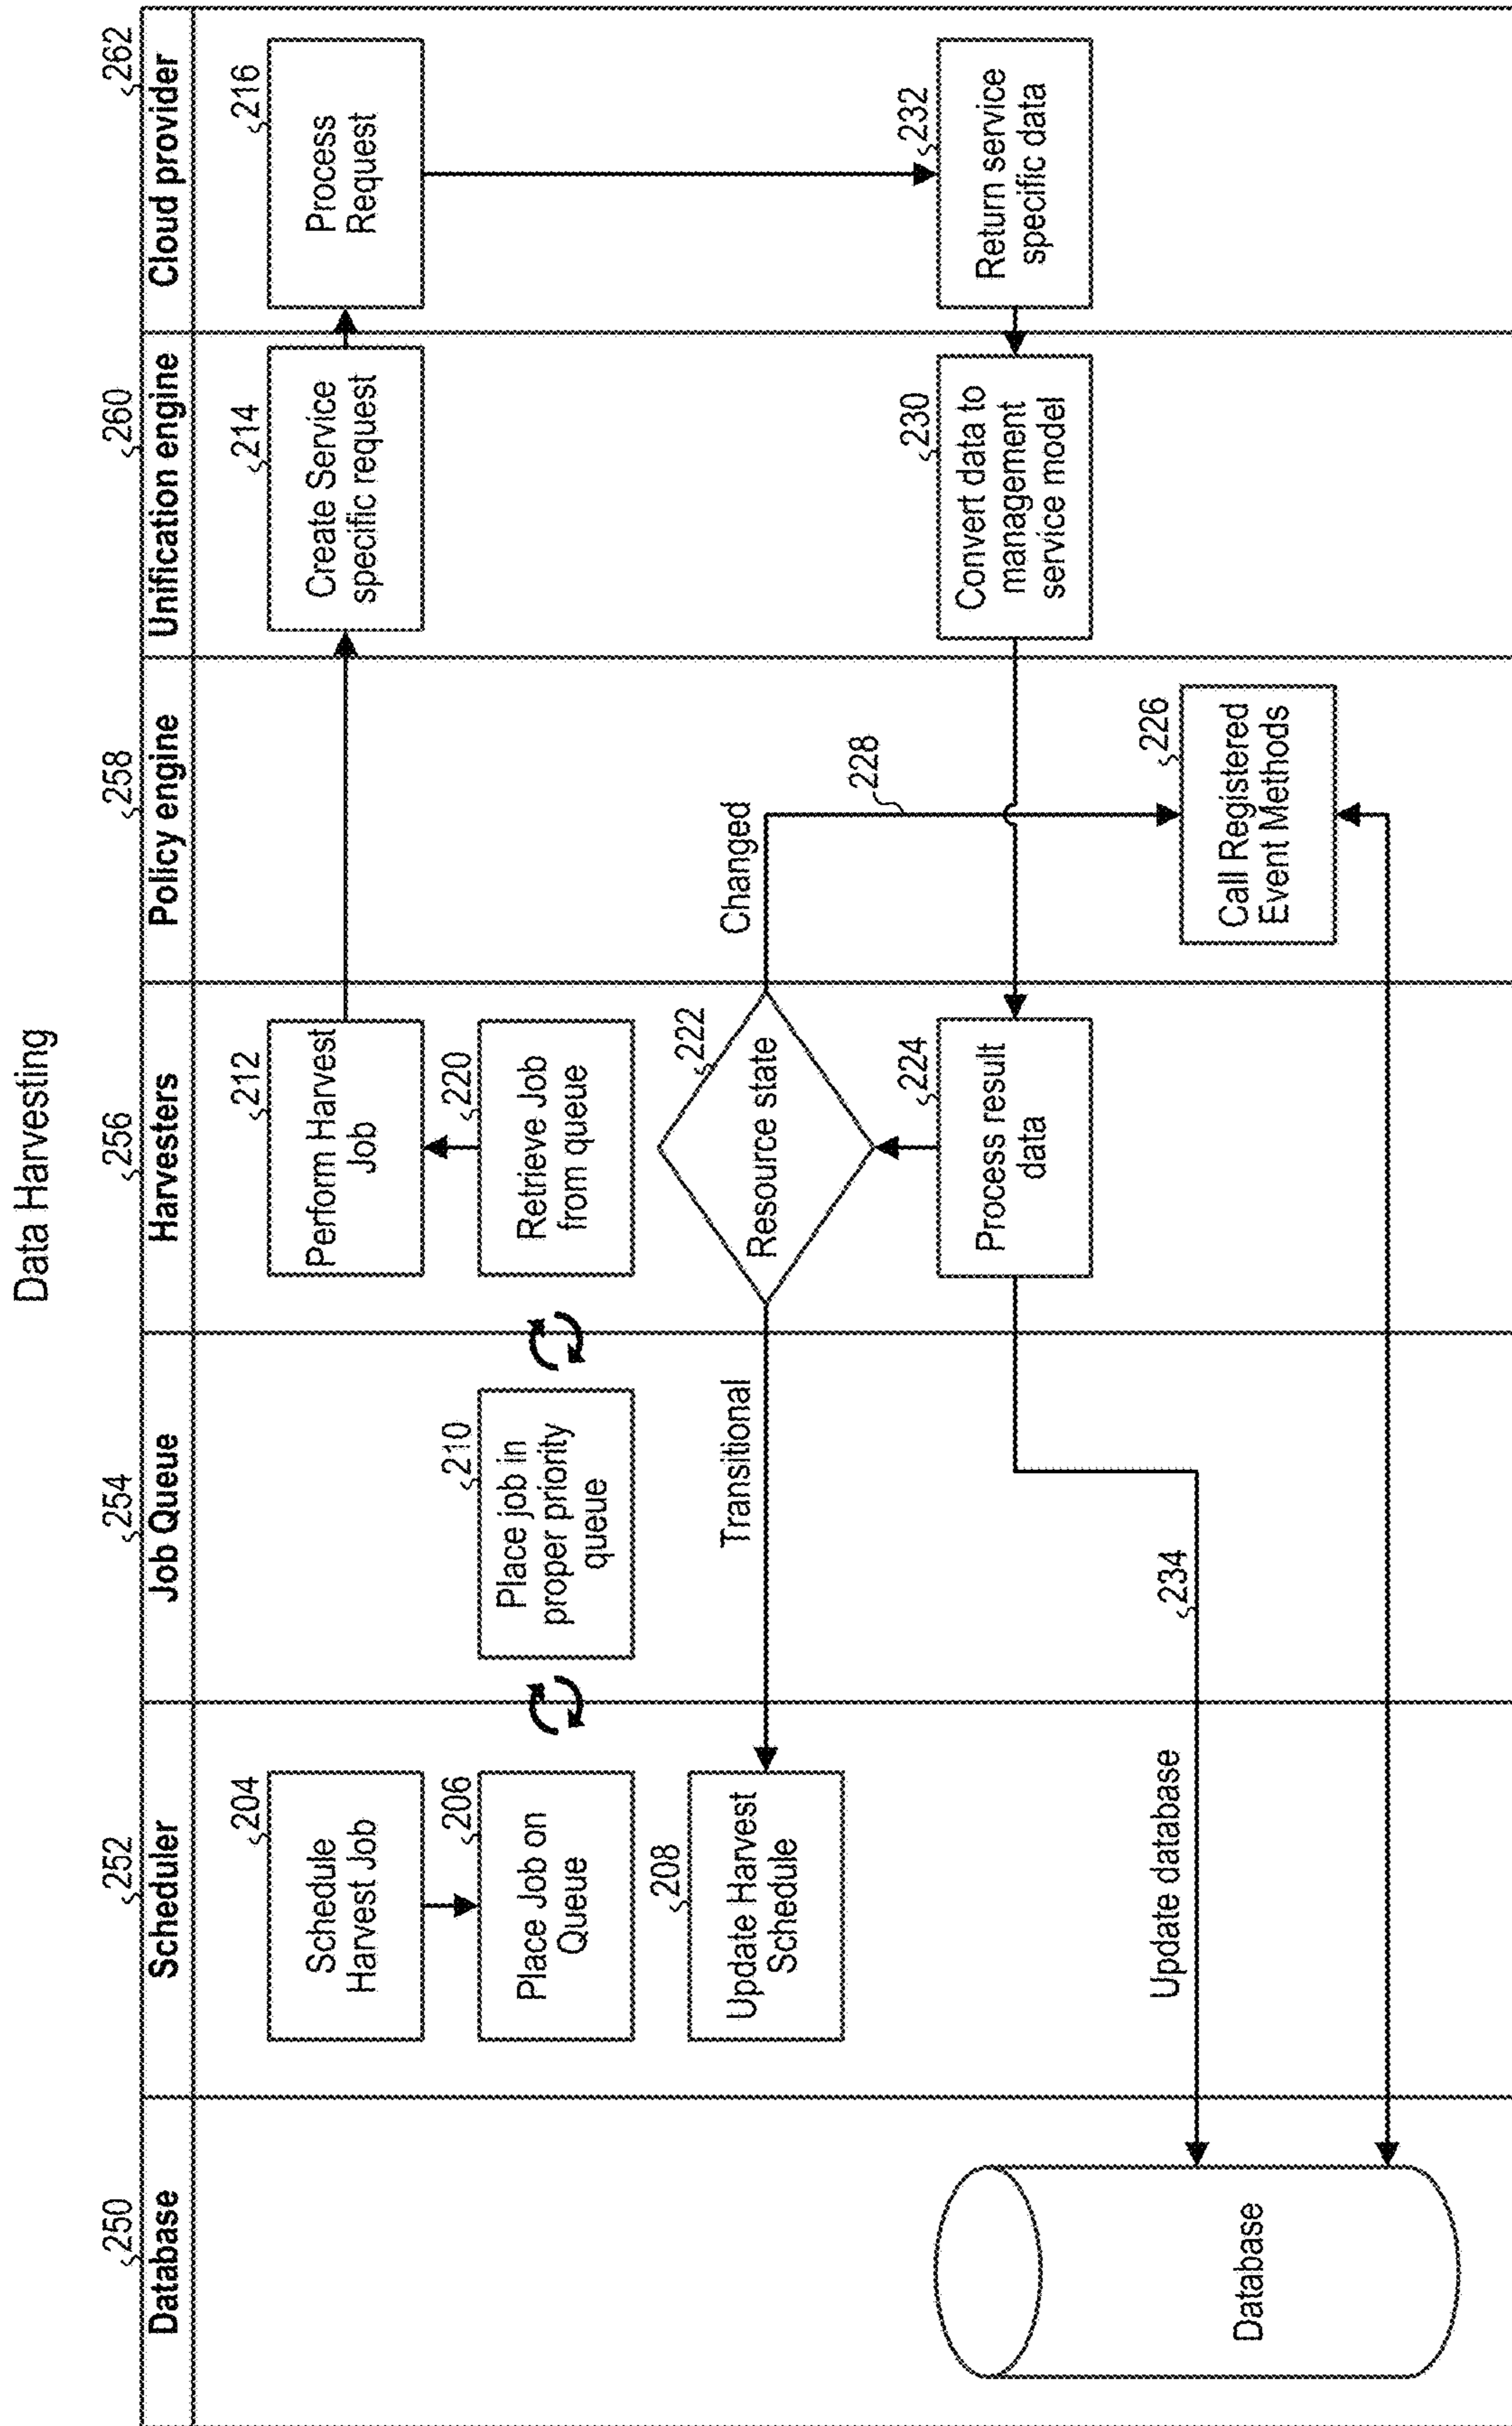 Data Harvesting
250
252
254
256
258
260
262
Database
Scheduler
Job Queue
Harvesters
Policy engine
Unification engine
Cloud provider
204
Schedule
Harvest Job
212
Perform Harvest
Job
214
Create Service
specific request
216
Process
Request
206
Place Job on
Queue
210
Place job in
proper priority
queue
220
Retrieve Job
from queue
208
Update Harvest
Schedule
Transitional
222
Resource state
Changed
228
224
Process result
data
230
Convert data to
management
service model
232
Return service
specific data
Update database
234
226
Call Registered
Event Methods
Database